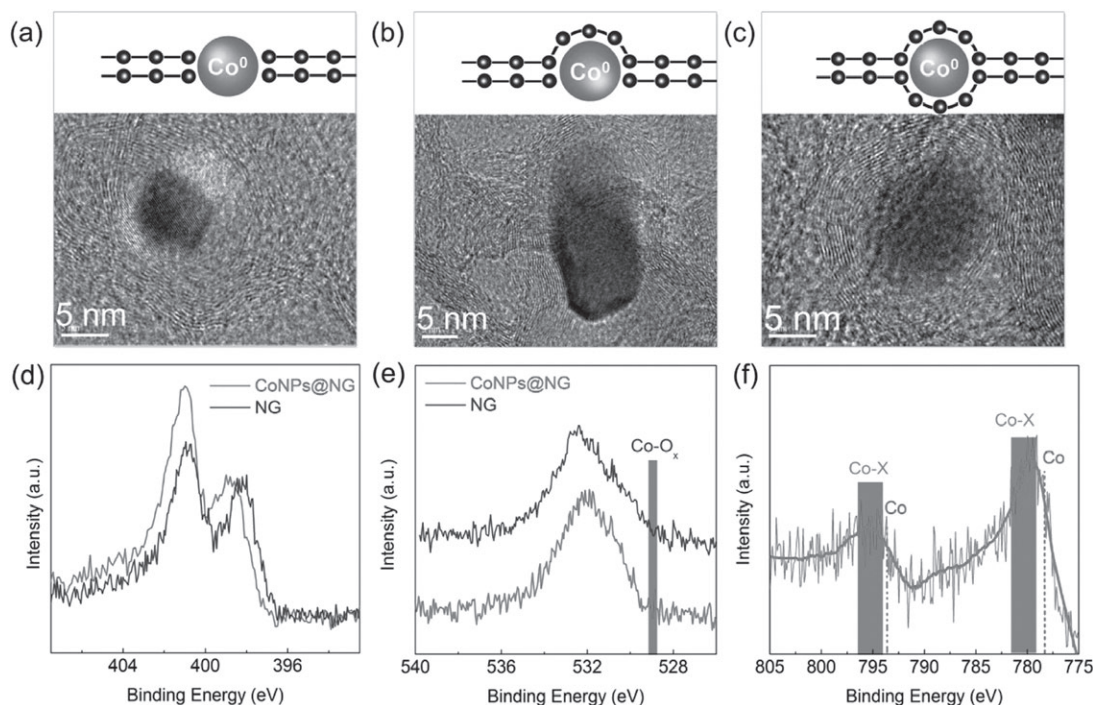 (a)
Co⁰
5 nm
(b)
Co⁰
5 nm
(c)
Co⁰
5 nm
(d)
CoNPs@NG
NG
Intensity (a.u.)
404 400 396
Binding Energy (eV)
(e)
CoNPs@NG
NG
Co-Oₓ
Intensity (a.u.)
540 536 532 528
Binding Energy (eV)
(f)
Co-X
Co
Co-X
Co
Intensity (a.u.)
805 800 795 790 785 780 775
Binding Energy (eV)